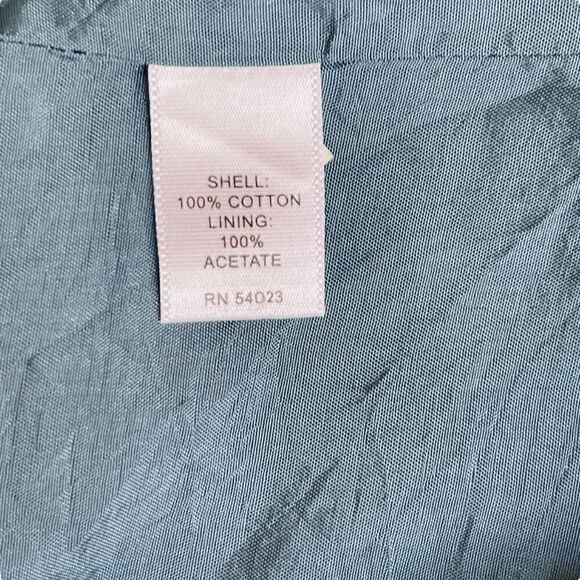 SHELL:
100% COTTON
LINING:
100%
ACETATE
RN 54023